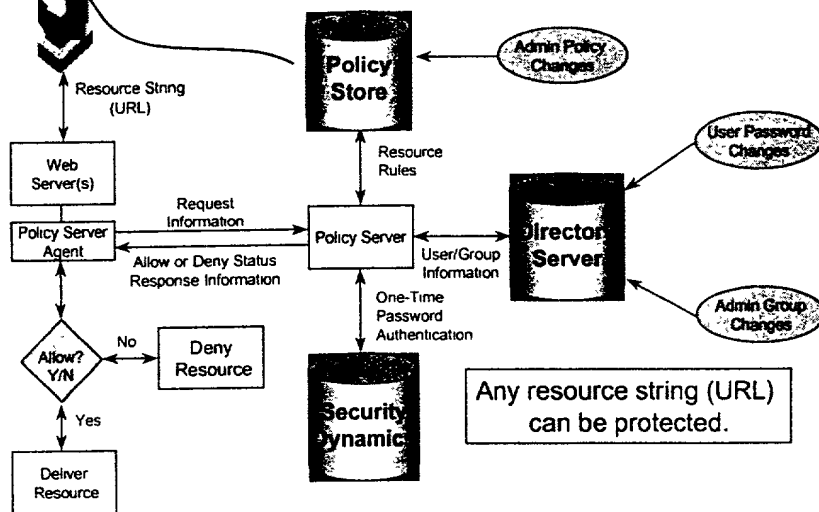 Policy
Store
Admin Policy
Changes
Resource String
(URL)
User Password
Changes
Web
Server(s)
Resource
Rules
Request
Information
Policy Server
Agent
Policy Server
Director
Server
Allow or Deny Status
Response Information
User/Group
Information
One-Time
Password
Authentication
Admin Group
Changes
Allow?
Y/N
No
Deny
Resource
Security
Dynamic
Any resource string (URL)
can be protected.
Yes
Deliver
Resource